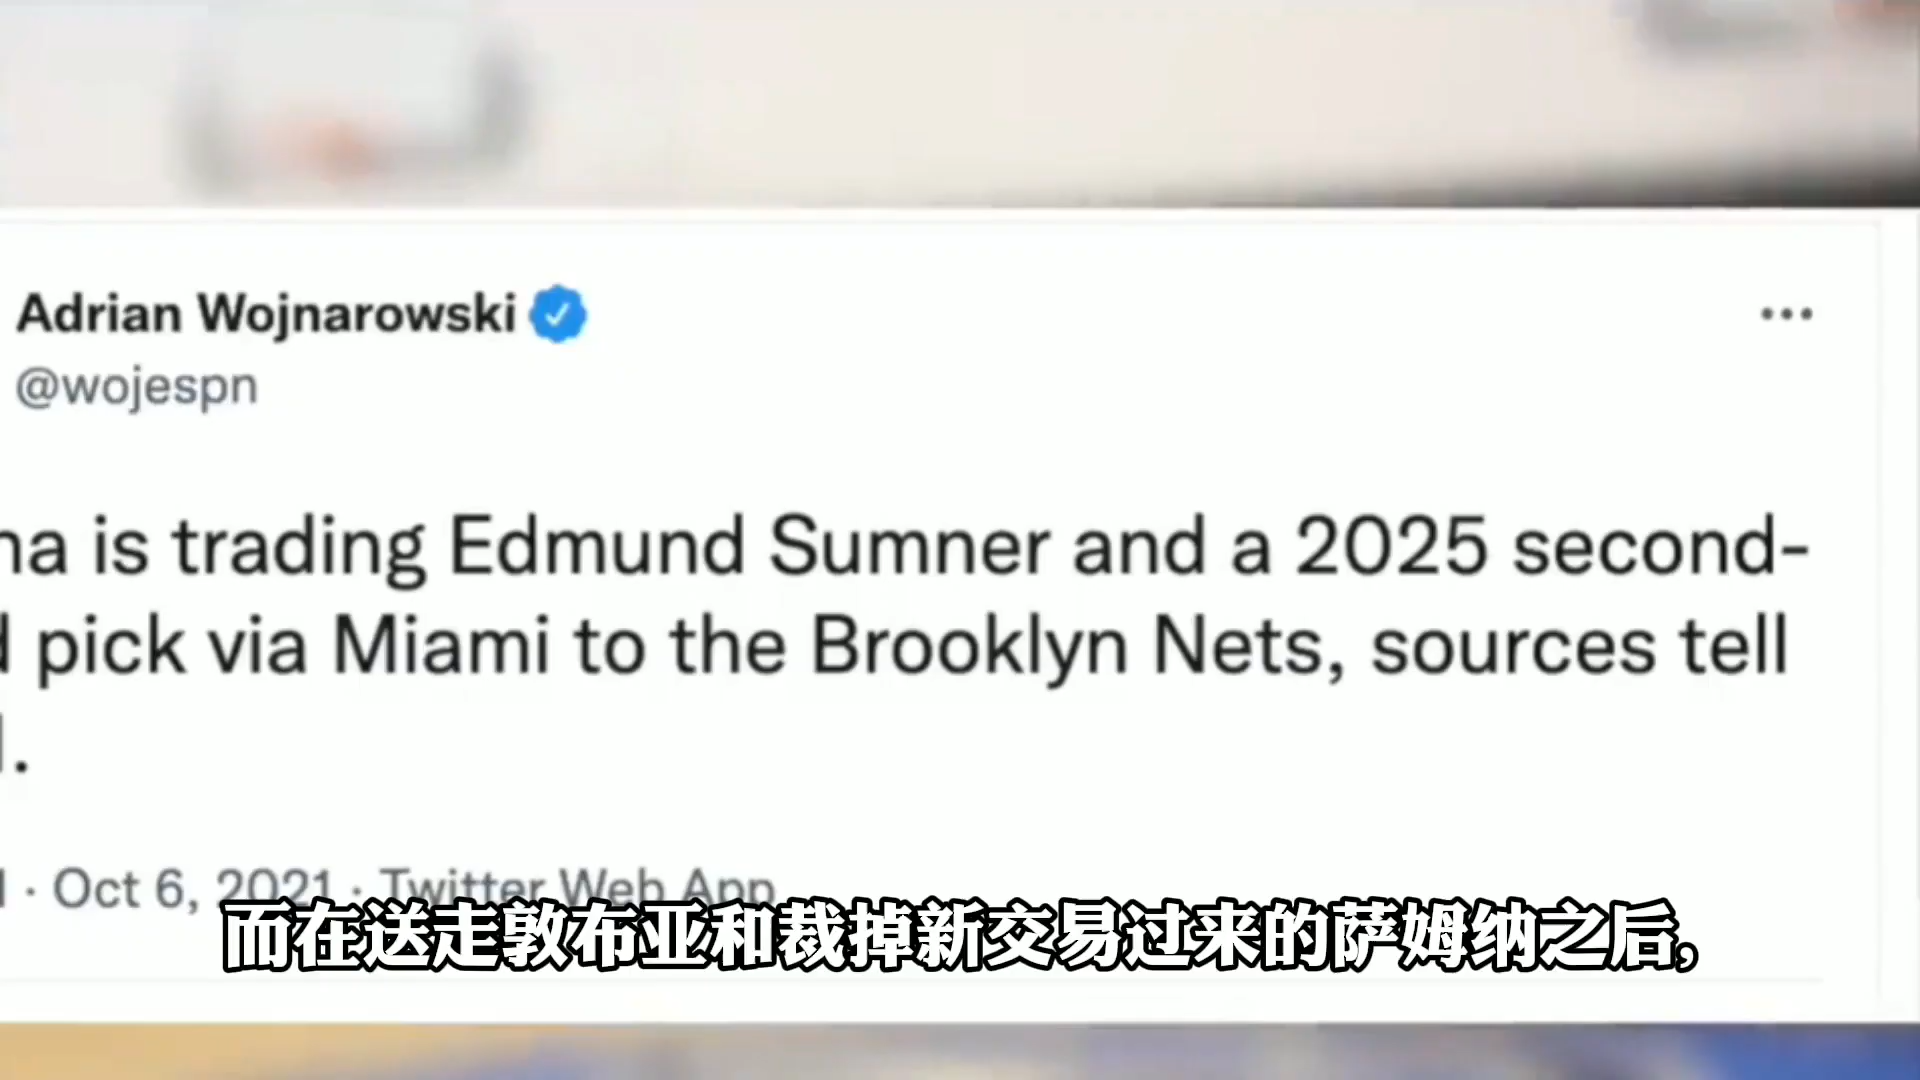 Adrian Wojnarowski
@wojespn
na is trading Edmund Sumner and a 2025 second-
d pick via Miami to the Brooklyn Nets, sources tell
· Oct 6, 2021 · Twitter Web App
而在送走敦布亚和裁掉新交易过来的萨姆纳之后,